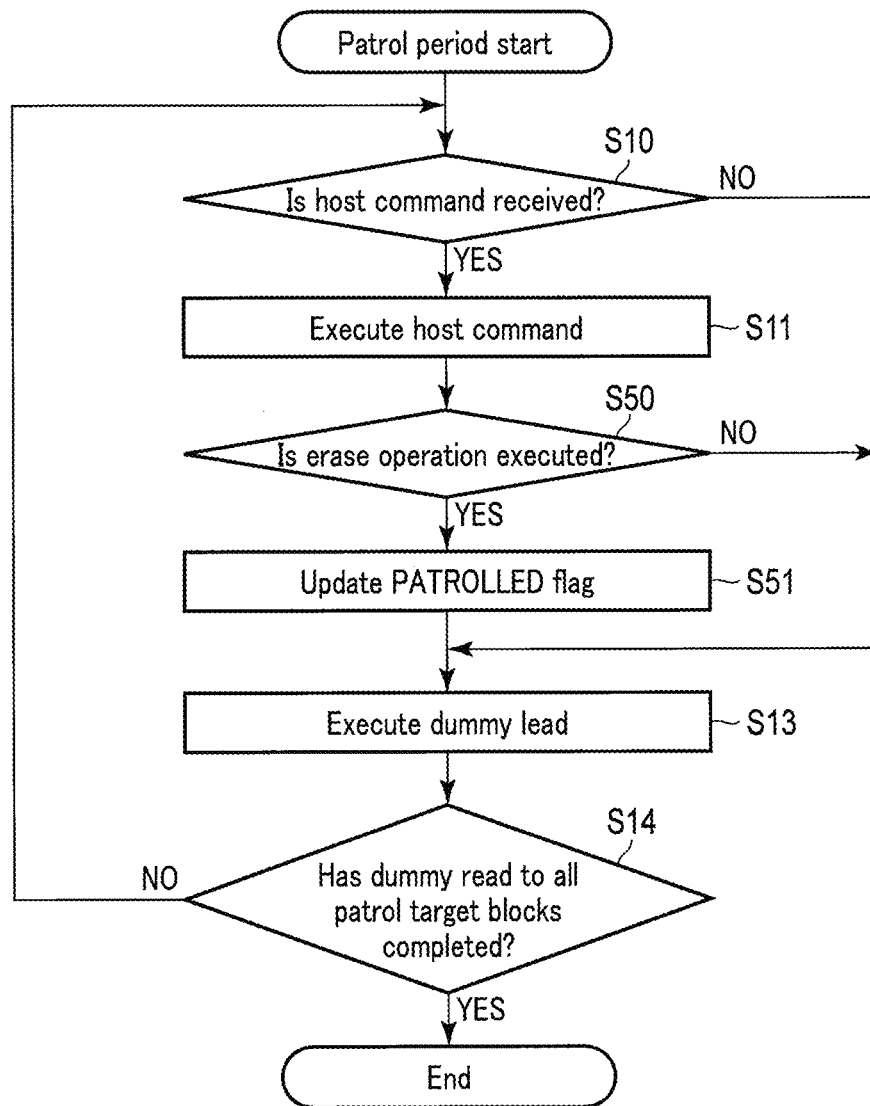 Patrol period start
S10
Is host command received?
NO
YES
Execute host command
S11
S50
Is erase operation executed?
NO
YES
Update PATROLLED flag
S51
Execute dummy lead
S13
S14
Has dummy read to all
patrol target blocks
completed?
NO
YES
End